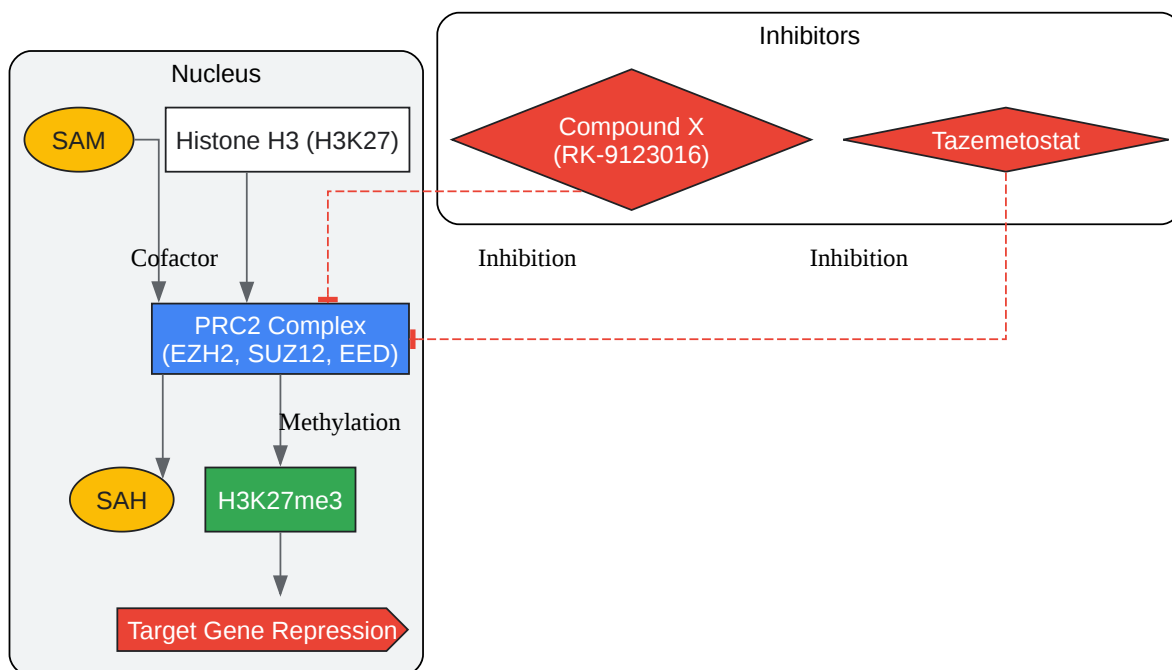 Inhibitors
Nucleus
SAM
Histone H3 (H3K27)
Compound X
(RK-9123016)
Tazemetostat
Cofactor
Inhibition
Inhibition
PRC2 Complex
(EZH2, SUZ12, EED)
Methylation
SAH
H3K27me3
Target Gene Repression